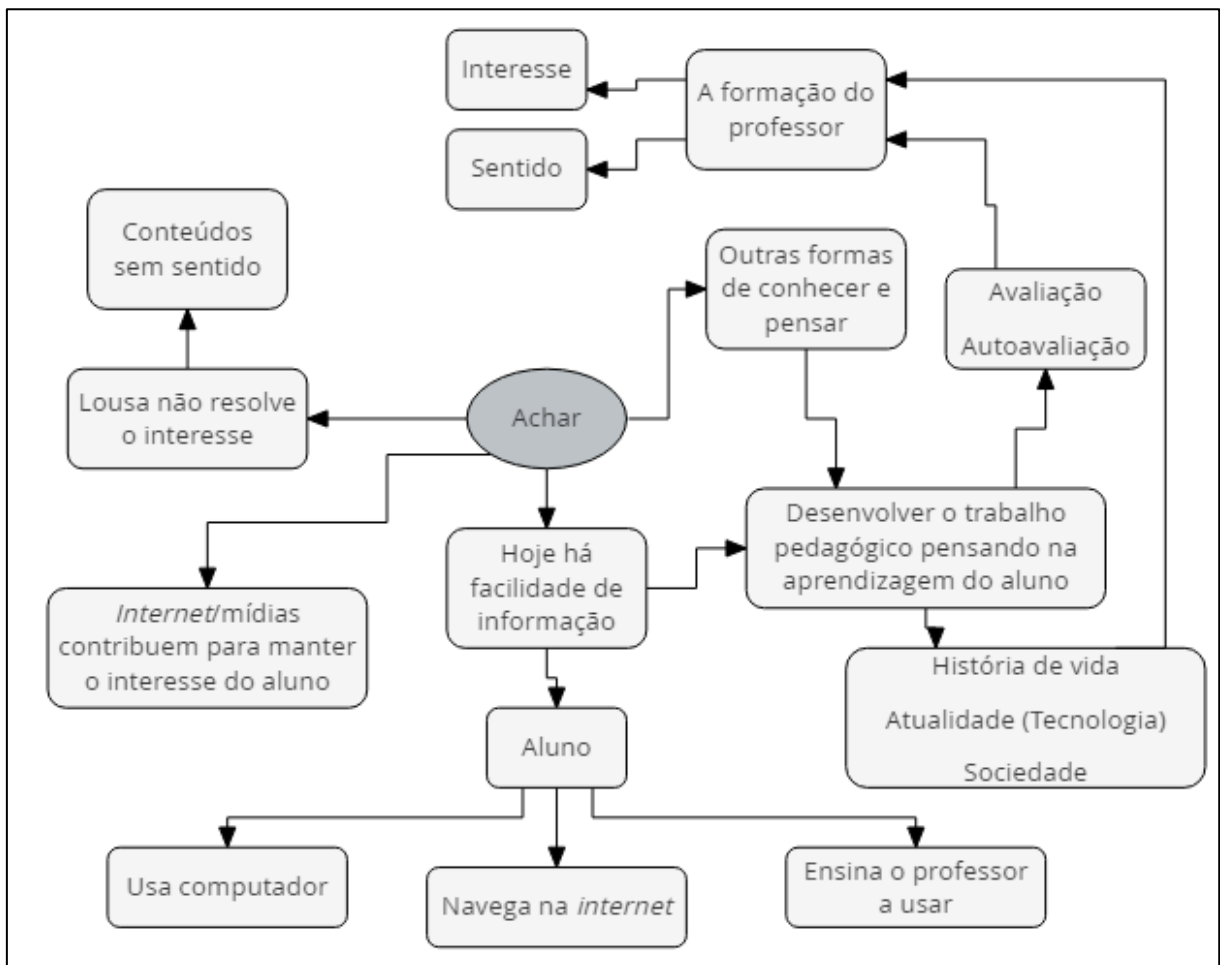 Interesse
A formação do
professor
Sentido
Conteúdos
sem sentido
Outras formas
de conhecer e
pensar
Avaliação
Autoavaliação
Lousa não resolve
o interesse
Achar
Hoje há
facilidade de
informação
Desenvolver o trabalho
pedagógico pensando na
aprendizagem do aluno
Internet/mídias
contribuem para manter
o interesse do aluno
História de vida
Atualidade (Tecnologia)
Sociedade
Aluno
Usa computador
Navega na internet
Ensina o professor
a usar